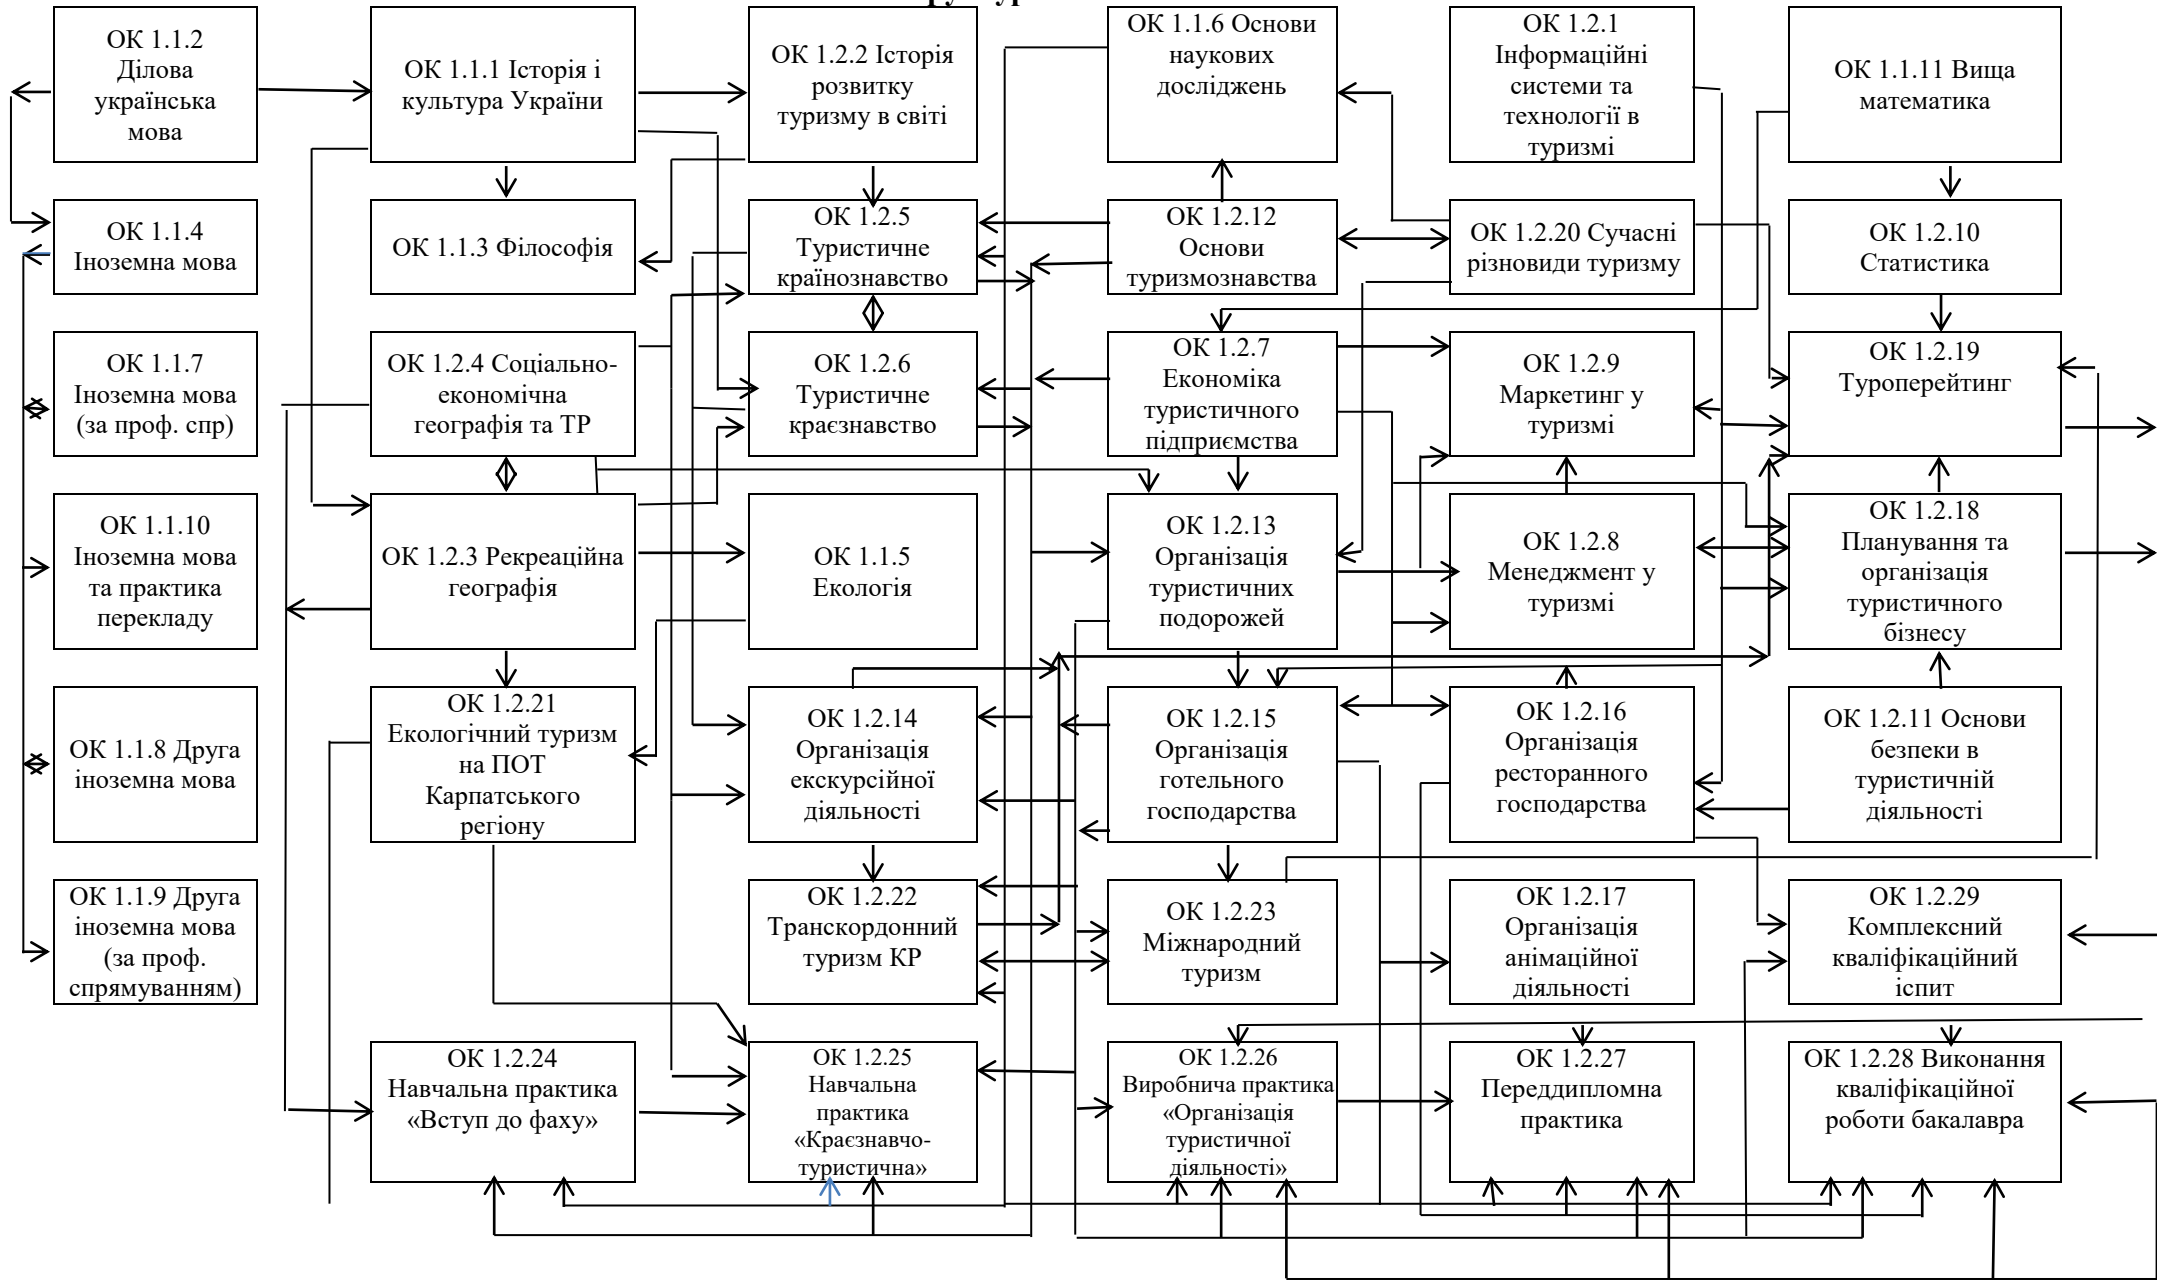 ОК 1.1.2
Ділова
українська
мова
ОК 1.1.1 Історія і
культура України
ОК 1.2.2 Історія
розвитку
туризму в світі
ОК 1.1.6 Основи
наукових
досліджень
ОК 1.2.1
Інформаційні
системи та
технології в
туризмі
ОК 1.1.11 Вища
математика
ОК 1.1.4
Іноземна мова
ОК 1.1.3 Філософія
ОК 1.2.5
Туристичне
країнознавство
ОК 1.2.12
Основи
туризмознавства
ОК 1.2.20 Сучасні
різновиди туризму
ОК 1.2.10
Статистика
ОК 1.1.7
Іноземна мова
(за проф. спр)
ОК 1.2.4 Соціально-
економічна
географія та ТР
ОК 1.2.6
Туристичне
краєзнавство
ОК 1.2.7
Економіка
туристичного
підприємства
ОК 1.2.9
Маркетинг у
туризмі
ОК 1.2.19
Туроперейтинг
ОК 1.1.10
Іноземна мова
та практика
перекладу
ОК 1.2.3 Рекреаційна
географія
ОК 1.1.5
Екологія
ОК 1.2.13
Організація
туристичних
подорожей
ОК 1.2.8
Менеджмент у
туризмі
ОК 1.2.18
Планування та
організація
туристичного
бізнесу
ОК 1.1.8 Друга
іноземна мова
ОК 1.2.21
Екологічний туризм
на ПОТ
Карпатського
регіону
ОК 1.2.14
Організація
екскурсійної
діяльності
ОК 1.2.15
Організація
готельного
господарства
ОК 1.2.16
Організація
ресторанного
господарства
ОК 1.2.11 Основи
безпеки в
туристичній
діяльності
ОК 1.1.9 Друга
іноземна мова
(за проф.
спрямуванням)
ОК 1.2.22
Транскордонний
туризм КР
ОК 1.2.23
Міжнародний
туризм
ОК 1.2.17
Організація
анімаційної
діяльності
ОК 1.2.29
Комплексний
кваліфікаційний
іспит
ОК 1.2.24
Навчальна практика
«Вступ до фаху»
ОК 1.2.25
Навчальна
практика
«Краєзнавчо-
туристична»
ОК 1.2.26
Виробнича практика
«Організація
туристичної
діяльності»
ОК 1.2.27
Переддипломна
практика
ОК 1.2.28 Виконання
кваліфікаційної
роботи бакалавра